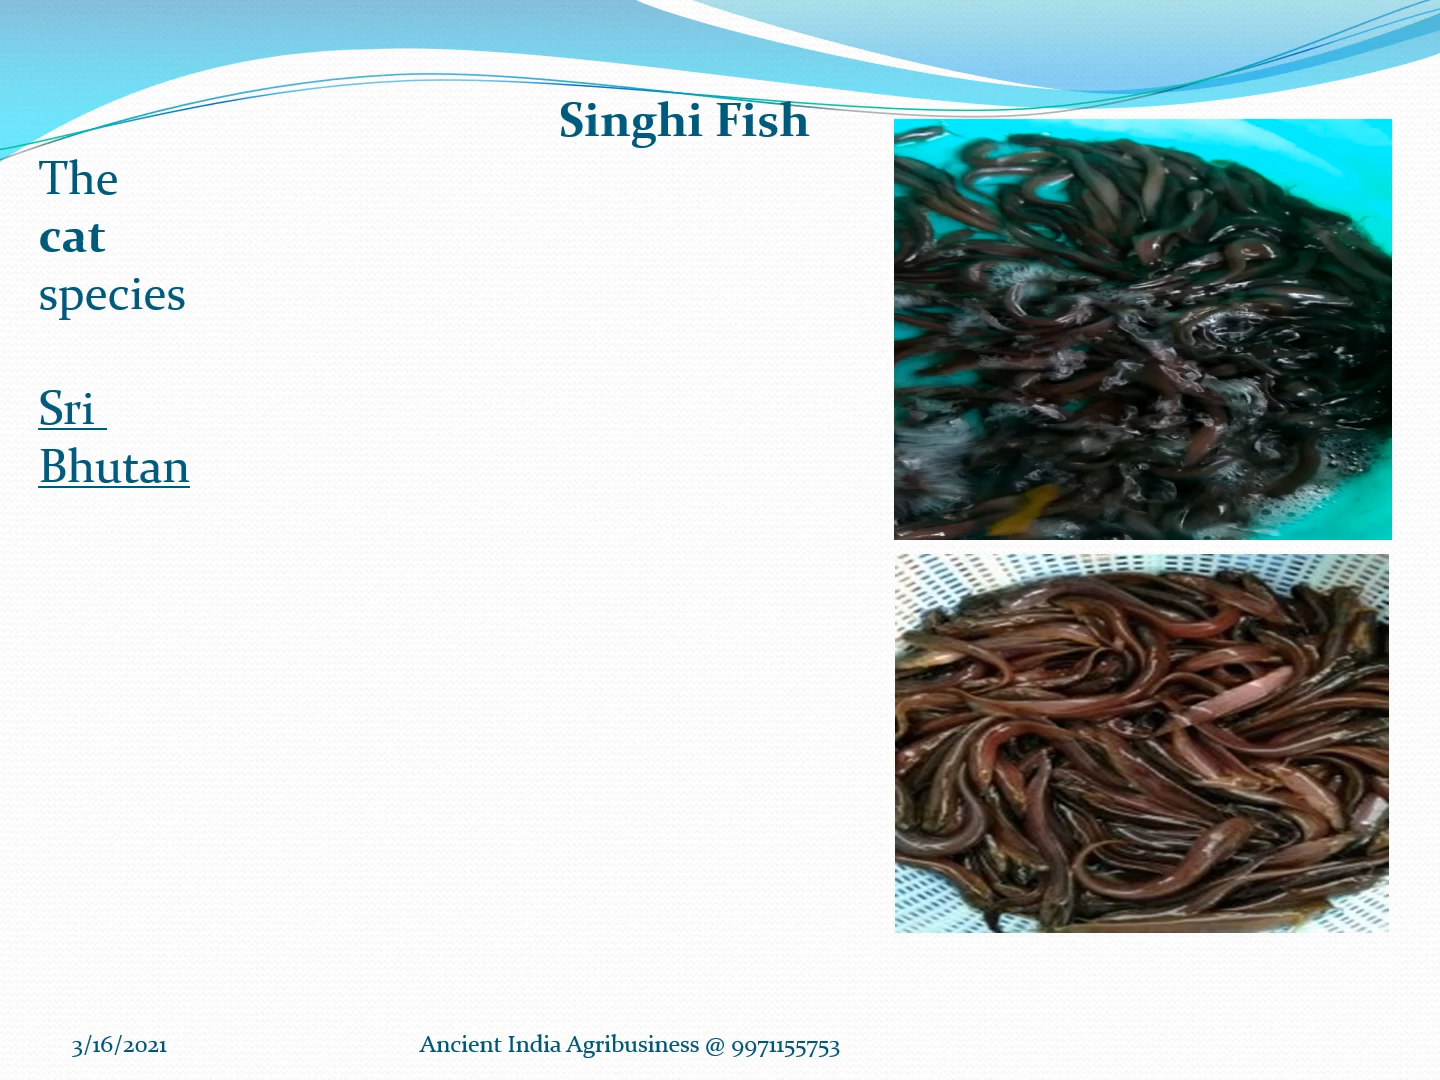 Singhi Fish
The
cat
species
Sri
Bhutan
3/16/2021
Ancient India Agribusiness @ 9971155753